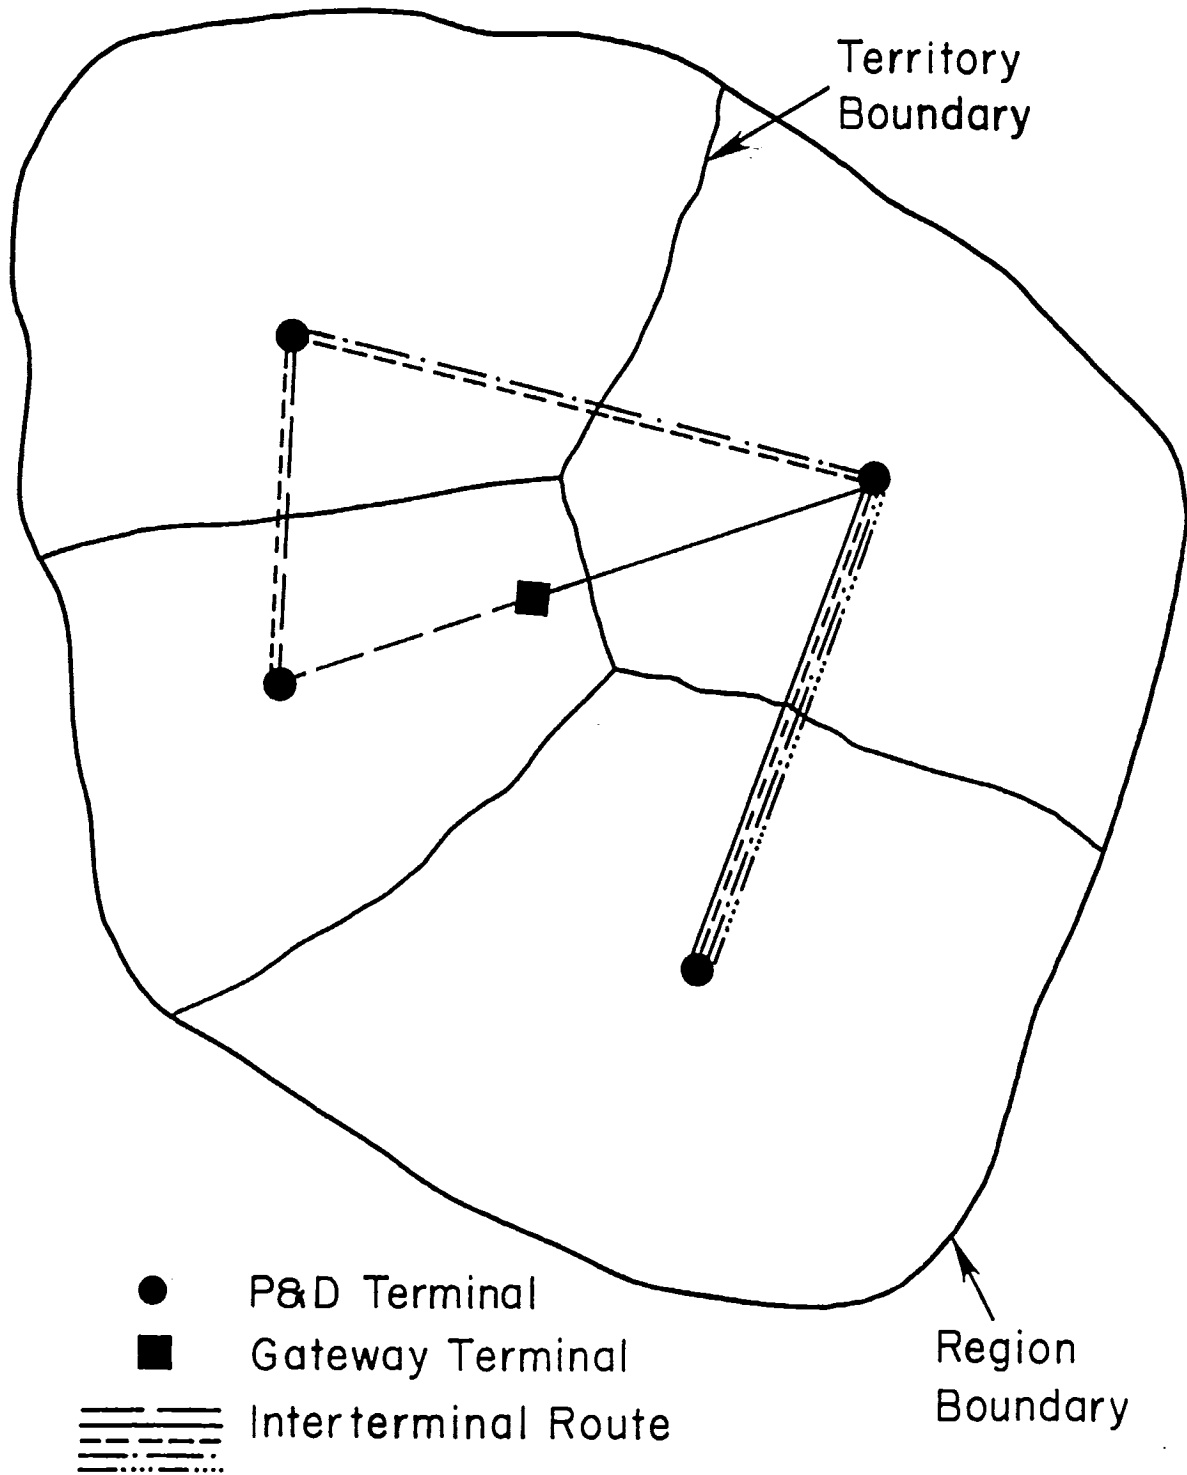 Territory
Boundary
P&D Terminal
Gateway Terminal
Interterminal Route
Region
Boundary